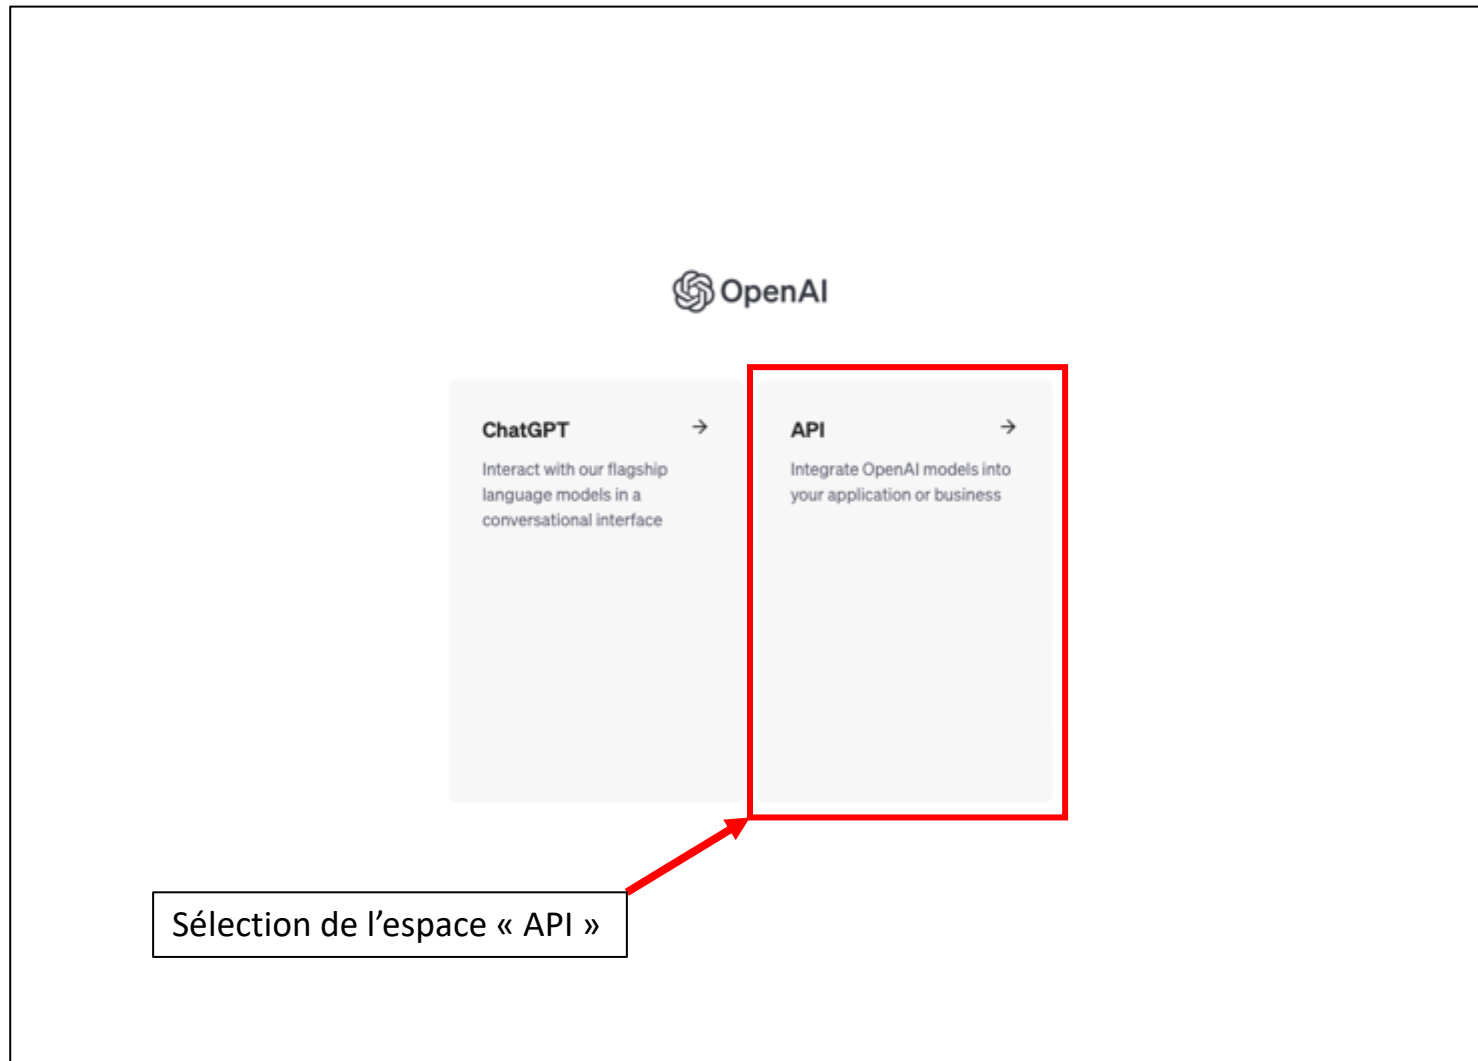 OpenAI
ChatGPT
Interact with our flagship
language models in a
conversational interface
API
Integrate OpenAI models into
your application or business
Sélection de l’espace « API »